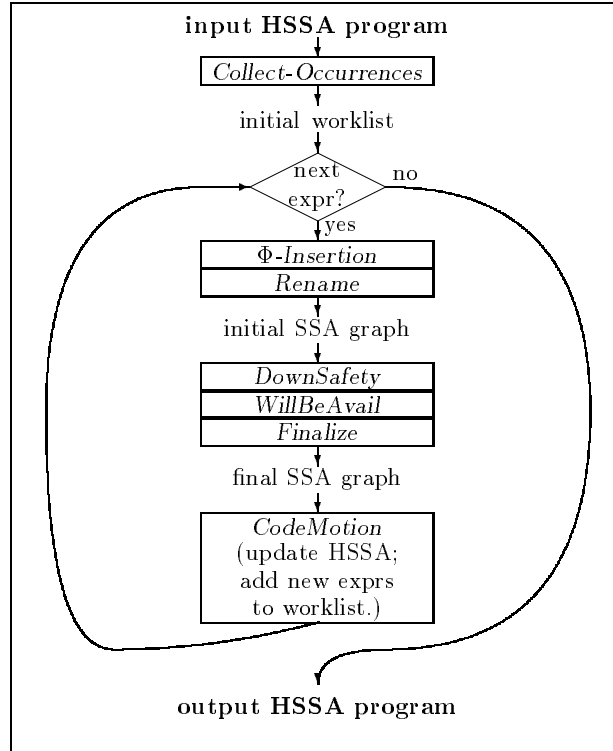 input HSSA program
Collect-Occurrences
initial worklist
next
expr?
no
yes
Φ-Insertion
Rename
initial SSA graph
DownSafety
WillBeAvail
Finalize
final SSA graph
CodeMotion
(update HSSA;
add new exprs
to worklist.)
output HSSA program